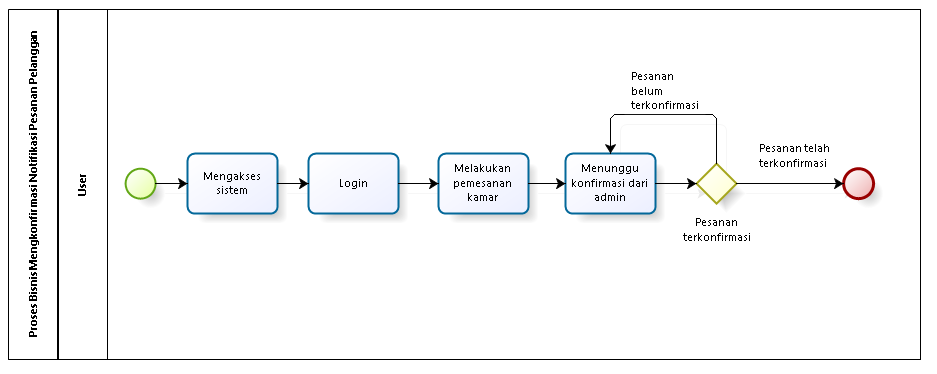 Proses Bisnis Mengkonfirmasi Notifikasi Pesanan Pelanggan
User
Mengakses
sistem
Login
Melakukan
pemesanan
kamar
Menunggu
konfirmasi dari
admin
Pesanan
belum
terkonfirmasi
Pesanan
terkonfirmasi
Pesanan telah
terkonfirmasi